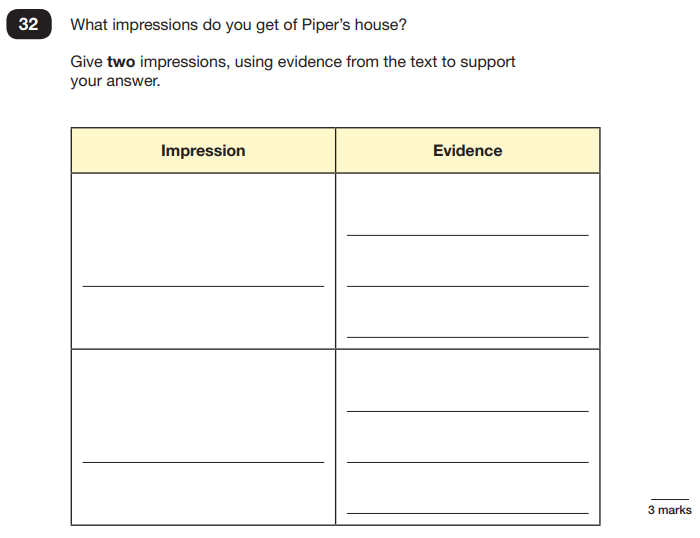 32 What impressions do you get of Piper’s house?
Give two impressions, using evidence from the text to support
your answer.
Impression Evidence
3 marks